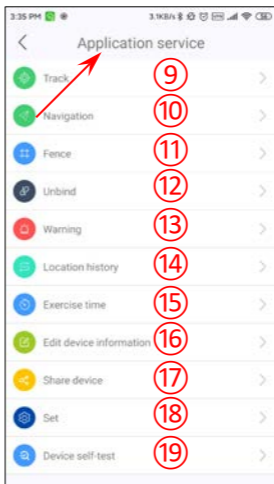 3:35 PM 3.1KB/s 36
Application service
Track ⑨
Navigation ⑩
Fence ⑪
Unbind ⑫
Warning ⑬
Location history ⑭
Exercise time ⑮
Edit device information ⑯
Share device ⑰
Set ⑱
Device self-test ⑲